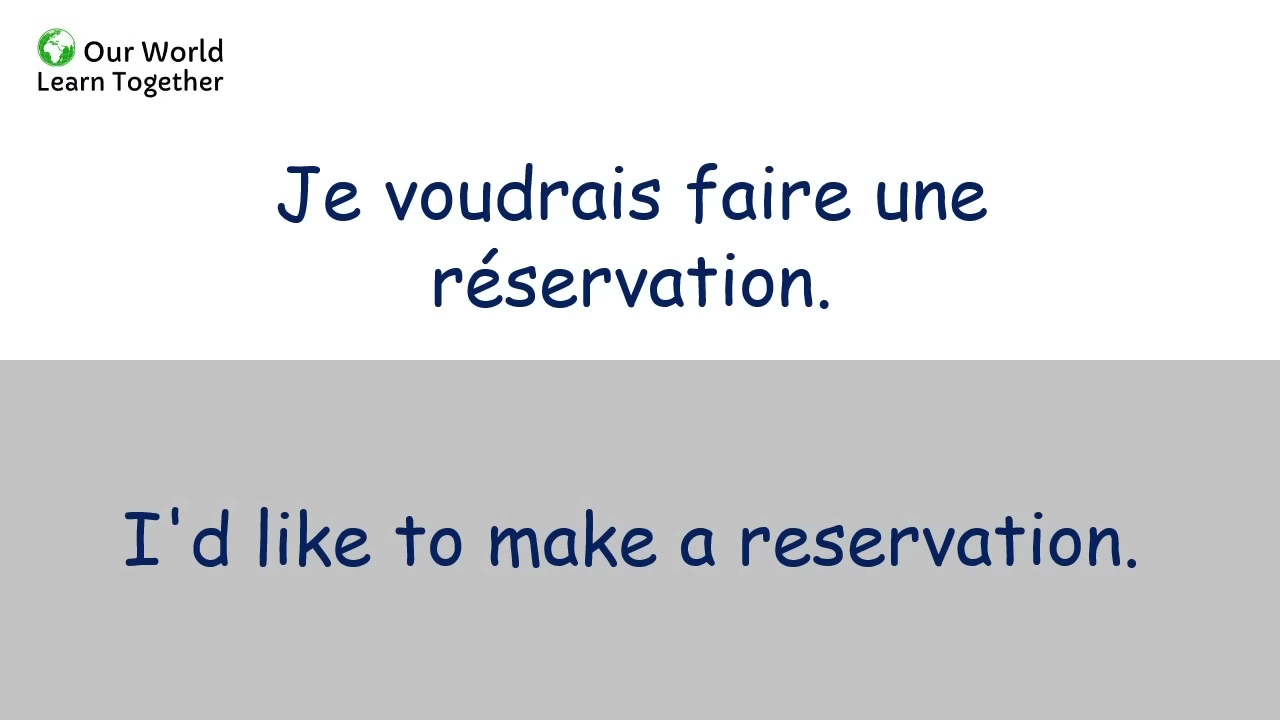 Our World
Learn Together
Je voudrais faire une
réservation.
I'd like to make a reservation.